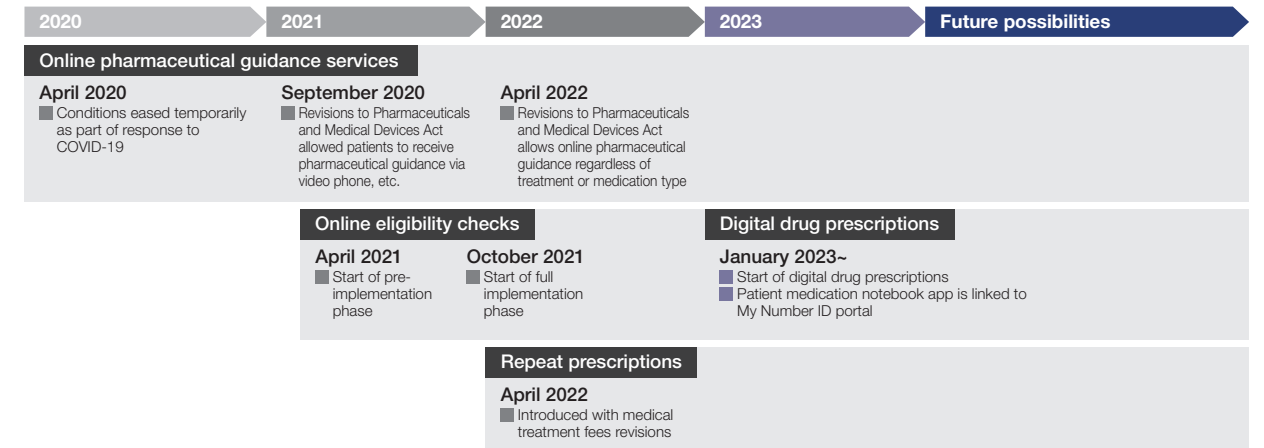 2020
2021
2022
2023
Future possibilities
Online pharmaceutical guidance services
April 2020
Conditions eased temporarily
as part of response to
COVID-19
September 2020
Revisions to Pharmaceuticals
and Medical Devices Act
allowed patients to receive
pharmaceutical guidance via
video phone, etc.
April 2022
Revisions to Pharmaceuticals
and Medical Devices Act
allows online pharmaceutical
guidance regardless of
treatment or medication type
Online eligibility checks
April 2021
Start of pre-
implementation
phase
October 2021
Start of full
implementation
phase
Digital drug prescriptions
January 2023~
Start of digital drug prescriptions
Patient medication notebook app is linked to
My Number ID portal
Repeat prescriptions
April 2022
Introduced with medical
treatment fees revisions